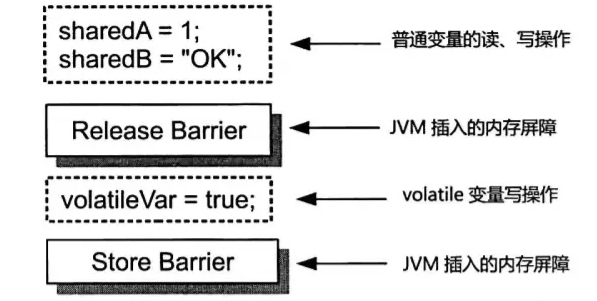 sharedA = 1;
sharedB = "OK";
普通变量的读、写操作
Release Barrier
JVM 插入的内存屏障
volatileVar = true;
volatile 变量写操作
Store Barrier
JVM 插入的内存屏障